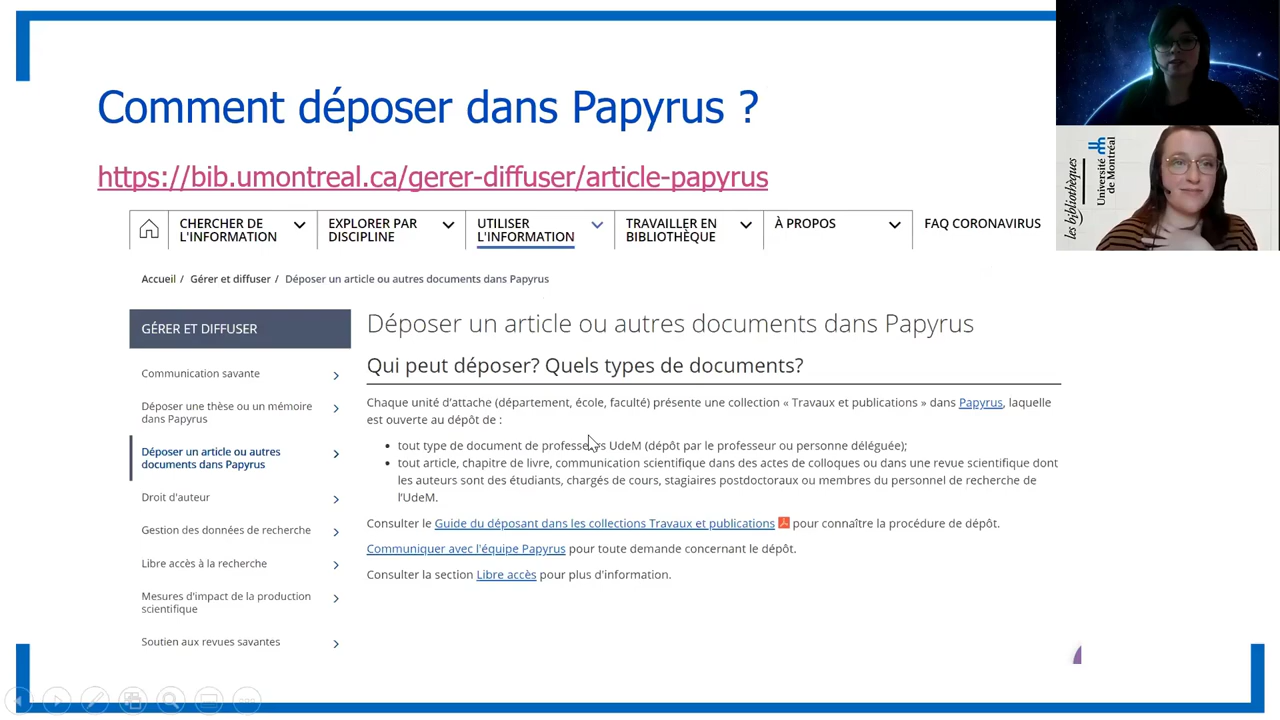 Comment déposer dans Papyrus ?
https://bib.umontreal.ca/gerer-diffuser/article-papyrus
CHERCHER DE L'INFORMATION
EXPLORER PAR DISCIPLINE
UTILISER L'INFORMATION
TRAVAILLER EN BIBLIOTHÈQUE
À PROPOS
FAQ CORONAVIRUS
Accueil / Gérer et diffuser / Déposer un article ou autres documents dans Papyrus
GÉRER ET DIFFUSER
Communication savante
Déposer une thèse ou un mémoire
dans Papyrus
Déposer un article ou autres
documents dans Papyrus
Droit d'auteur
Gestion des données de recherche
Libre accès à la recherche
Mesures d'impact de la production
scientifique
Soutien aux revues savantes
Déposer un article ou autres documents dans Papyrus
Qui peut déposer? Quels types de documents?
Chaque unité d'attache (département, école, faculté) présente une collection « Travaux et publications » dans Papyrus, laquelle
est ouverte au dépôt de :
tout type de document de professeurs UdeM (dépôt par le professeur ou personne déléguée);
tout article, chapitre de livre, communication scientifique dans des actes de colloques ou dans une revue scientifique dont
les auteurs sont des étudiants, chargés de cours, stagiaires postdoctoraux ou membres du personnel de recherche de
l'UdeM.
Consulter le Guide du déposant dans les collections Travaux et publications pour connaître la procédure de dépôt.
Communiquer avec l'équipe Papyrus pour toute demande concernant le dépôt.
Consulter la section Libre accès pour plus d'information.
les bibliothèques
Université
de Montréal